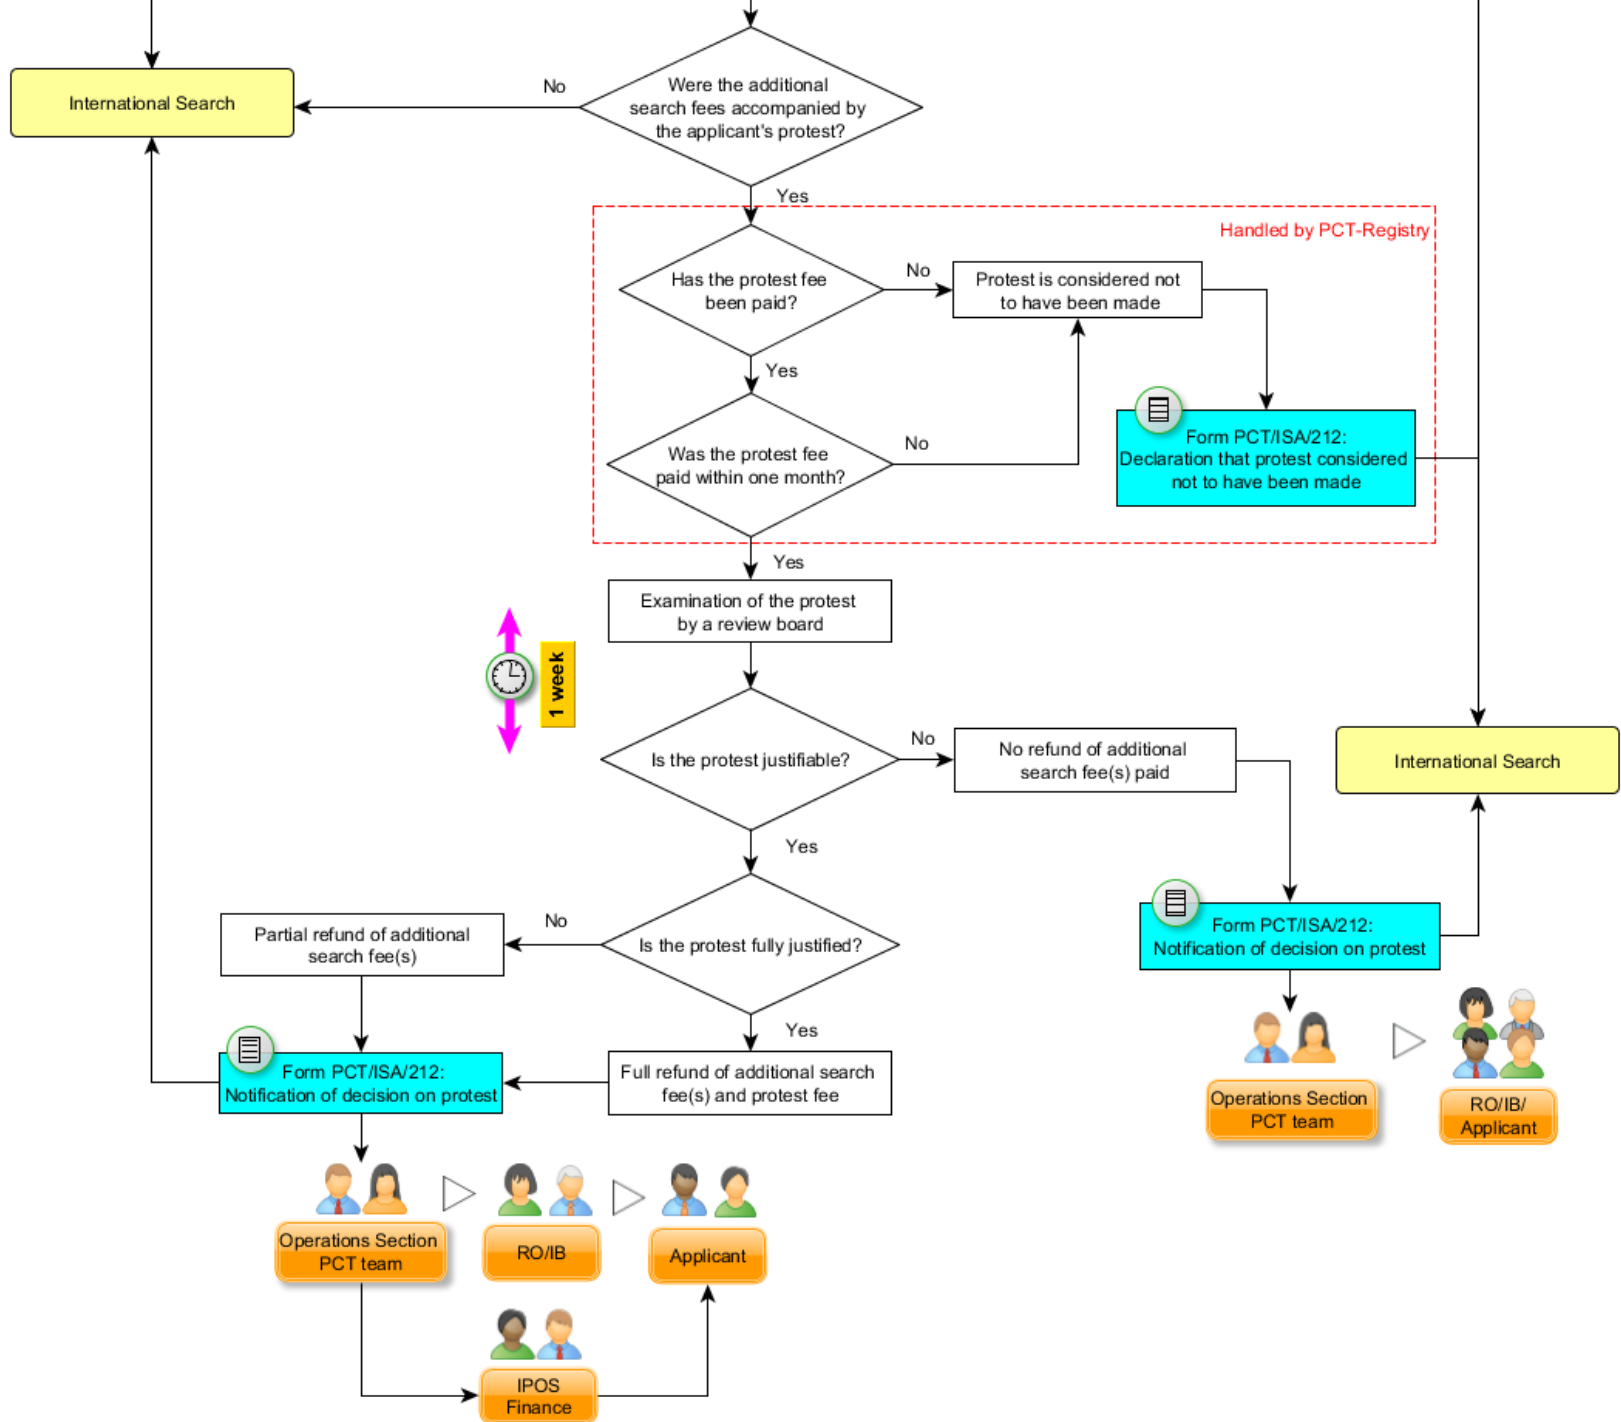 Were the additional
search fees accompanied by
the applicant's protest?
No
International Search
Yes
Handled by PCT-Registry
Has the protest fee
been paid?
No
Protest is considered not
to have been made
Yes
Was the protest fee
paid within one month?
No
Form PCT/ISA/212:
Declaration that protest considered
not to have been made
Yes
Examination of the protest
by a review board
1 week
Is the protest justifiable?
No
No refund of additional
search fee(s) paid
International Search
Yes
Is the protest fully justified?
No
Partial refund of additional
search fee(s)
Form PCT/ISA/212:
Notification of decision on protest
Yes
Full refund of additional search
fee(s) and protest fee
Form PCT/ISA/212:
Notification of decision on protest
Operations Section
PCT team
RO/IB/
Applicant
Operations Section
PCT team
RO/IB
Applicant
IPOS
Finance